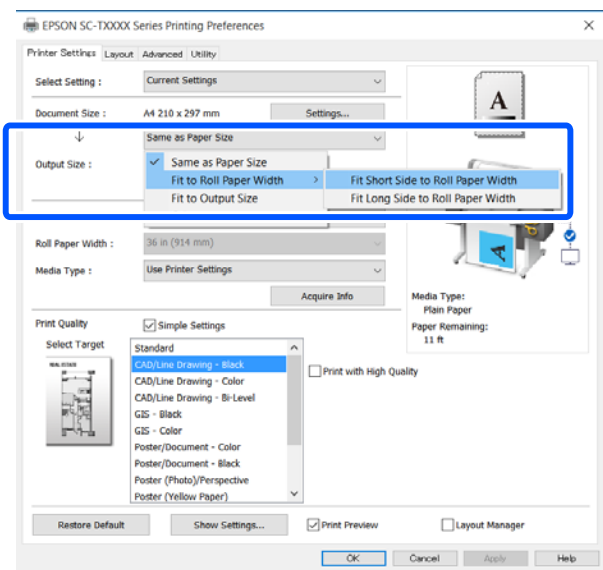 EPSON SC-TXXXX Series Printing Preferences
Printer Settings Layout Advanced Utility
Select Setting : Current Settings
A
Document Size : A4 210 x 297 mm Settings...
Same as Paper Size
Output Size : Same as Paper Size
Fit to Roll Paper Width Fit Short Side to Roll Paper Width
Fit to Output Size Fit Long Side to Roll Paper Width
Roll Paper Width : 36 in (914 mm)
A
Media Type : Use Printer Settings
Acquire Info
Media Type:
Plain Paper
Paper Remaining:
11 ft
Print Quality Simple Settings
Select Target
Standard
CAD/Line Drawing - Black
Print with High Quality
CAD/Line Drawing - Color
CAD/Line Drawing - Bi-Level
GIS - Black
GIS - Color
Poster/Document - Color
Poster/Document - Black
Poster (Photo)/Perspective
Poster (Yellow Paper)
Restore Default Show Settings... Print Preview Layout Manager
OK Cancel Apply Help